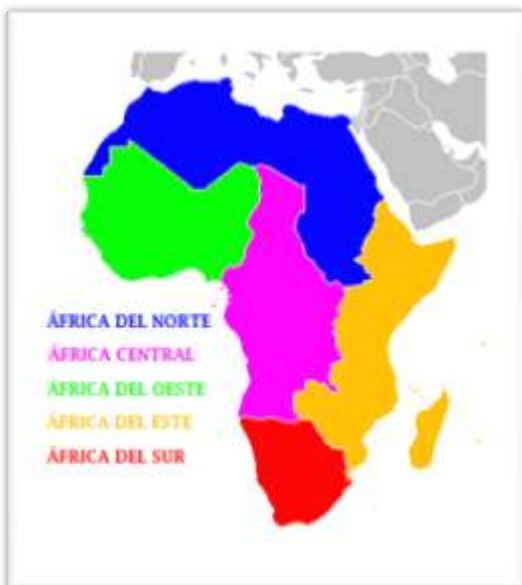 ÁFRICA DEL NORTE
ÁFRICA CENTRAL
ÁFRICA DEL OESTE
ÁFRICA DEL ESTE
ÁFRICA DEL SUR